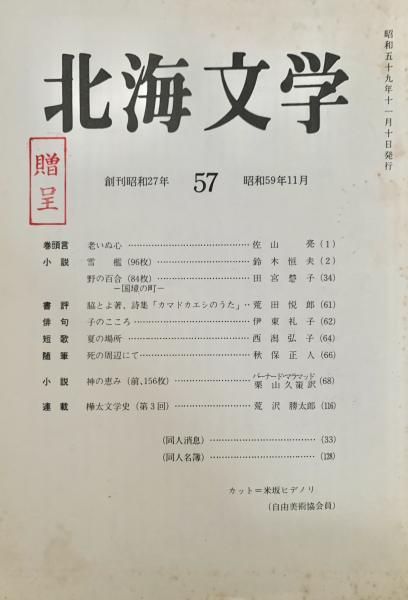 昭和五十九年十一月十日発行
北海文学
贈呈
創刊昭和27年 57 昭和59年11月
巻頭言 老いぬ心 …… 佐山亮 (1)
小説 雪檻 (96枚) …… 鈴木恒夫 (2)
野の百合 (84枚) …… 田宮慧子 (34)
―国境の町―
書評 脇とよ著、詩集「カマドカエシのうた」‥ 荒田悦郎 (61)
俳句 子のこころ …… 伊東礼子 (62)
短歌 夏の場所 …… 西潟弘子 (64)
随筆 死の周辺にて …… 秋保正人 (66)
小説 神の恵み (前、156枚) …… バーナード・マラマッド 栗山久策訳 (68)
連載 樺太文学史 (第3回) …… 荒沢勝太郎 (116)
(同人消息) …… (33)
(同人名簿) …… (128)
カット=米坂ヒデノリ
(自由美術協会員)